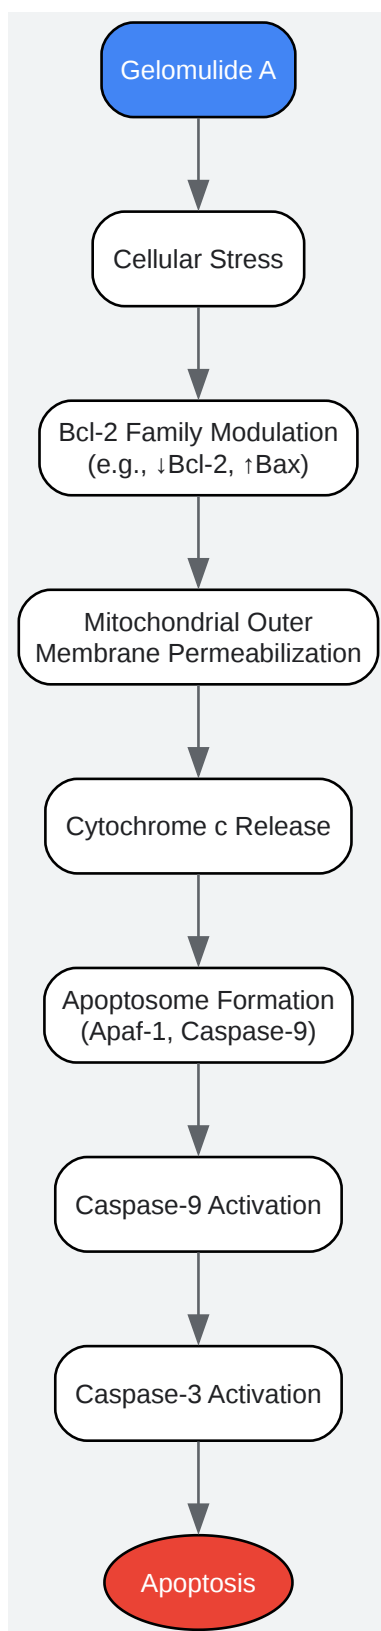 Gelomulide A
Cellular Stress
Bcl-2 Family Modulation
(e.g., ↓Bcl-2, ↑Bax)
Mitochondrial Outer
Membrane Permeabilization
Cytochrome c Release
Apoptosome Formation
(Apaf-1, Caspase-9)
Caspase-9 Activation
Caspase-3 Activation
Apoptosis